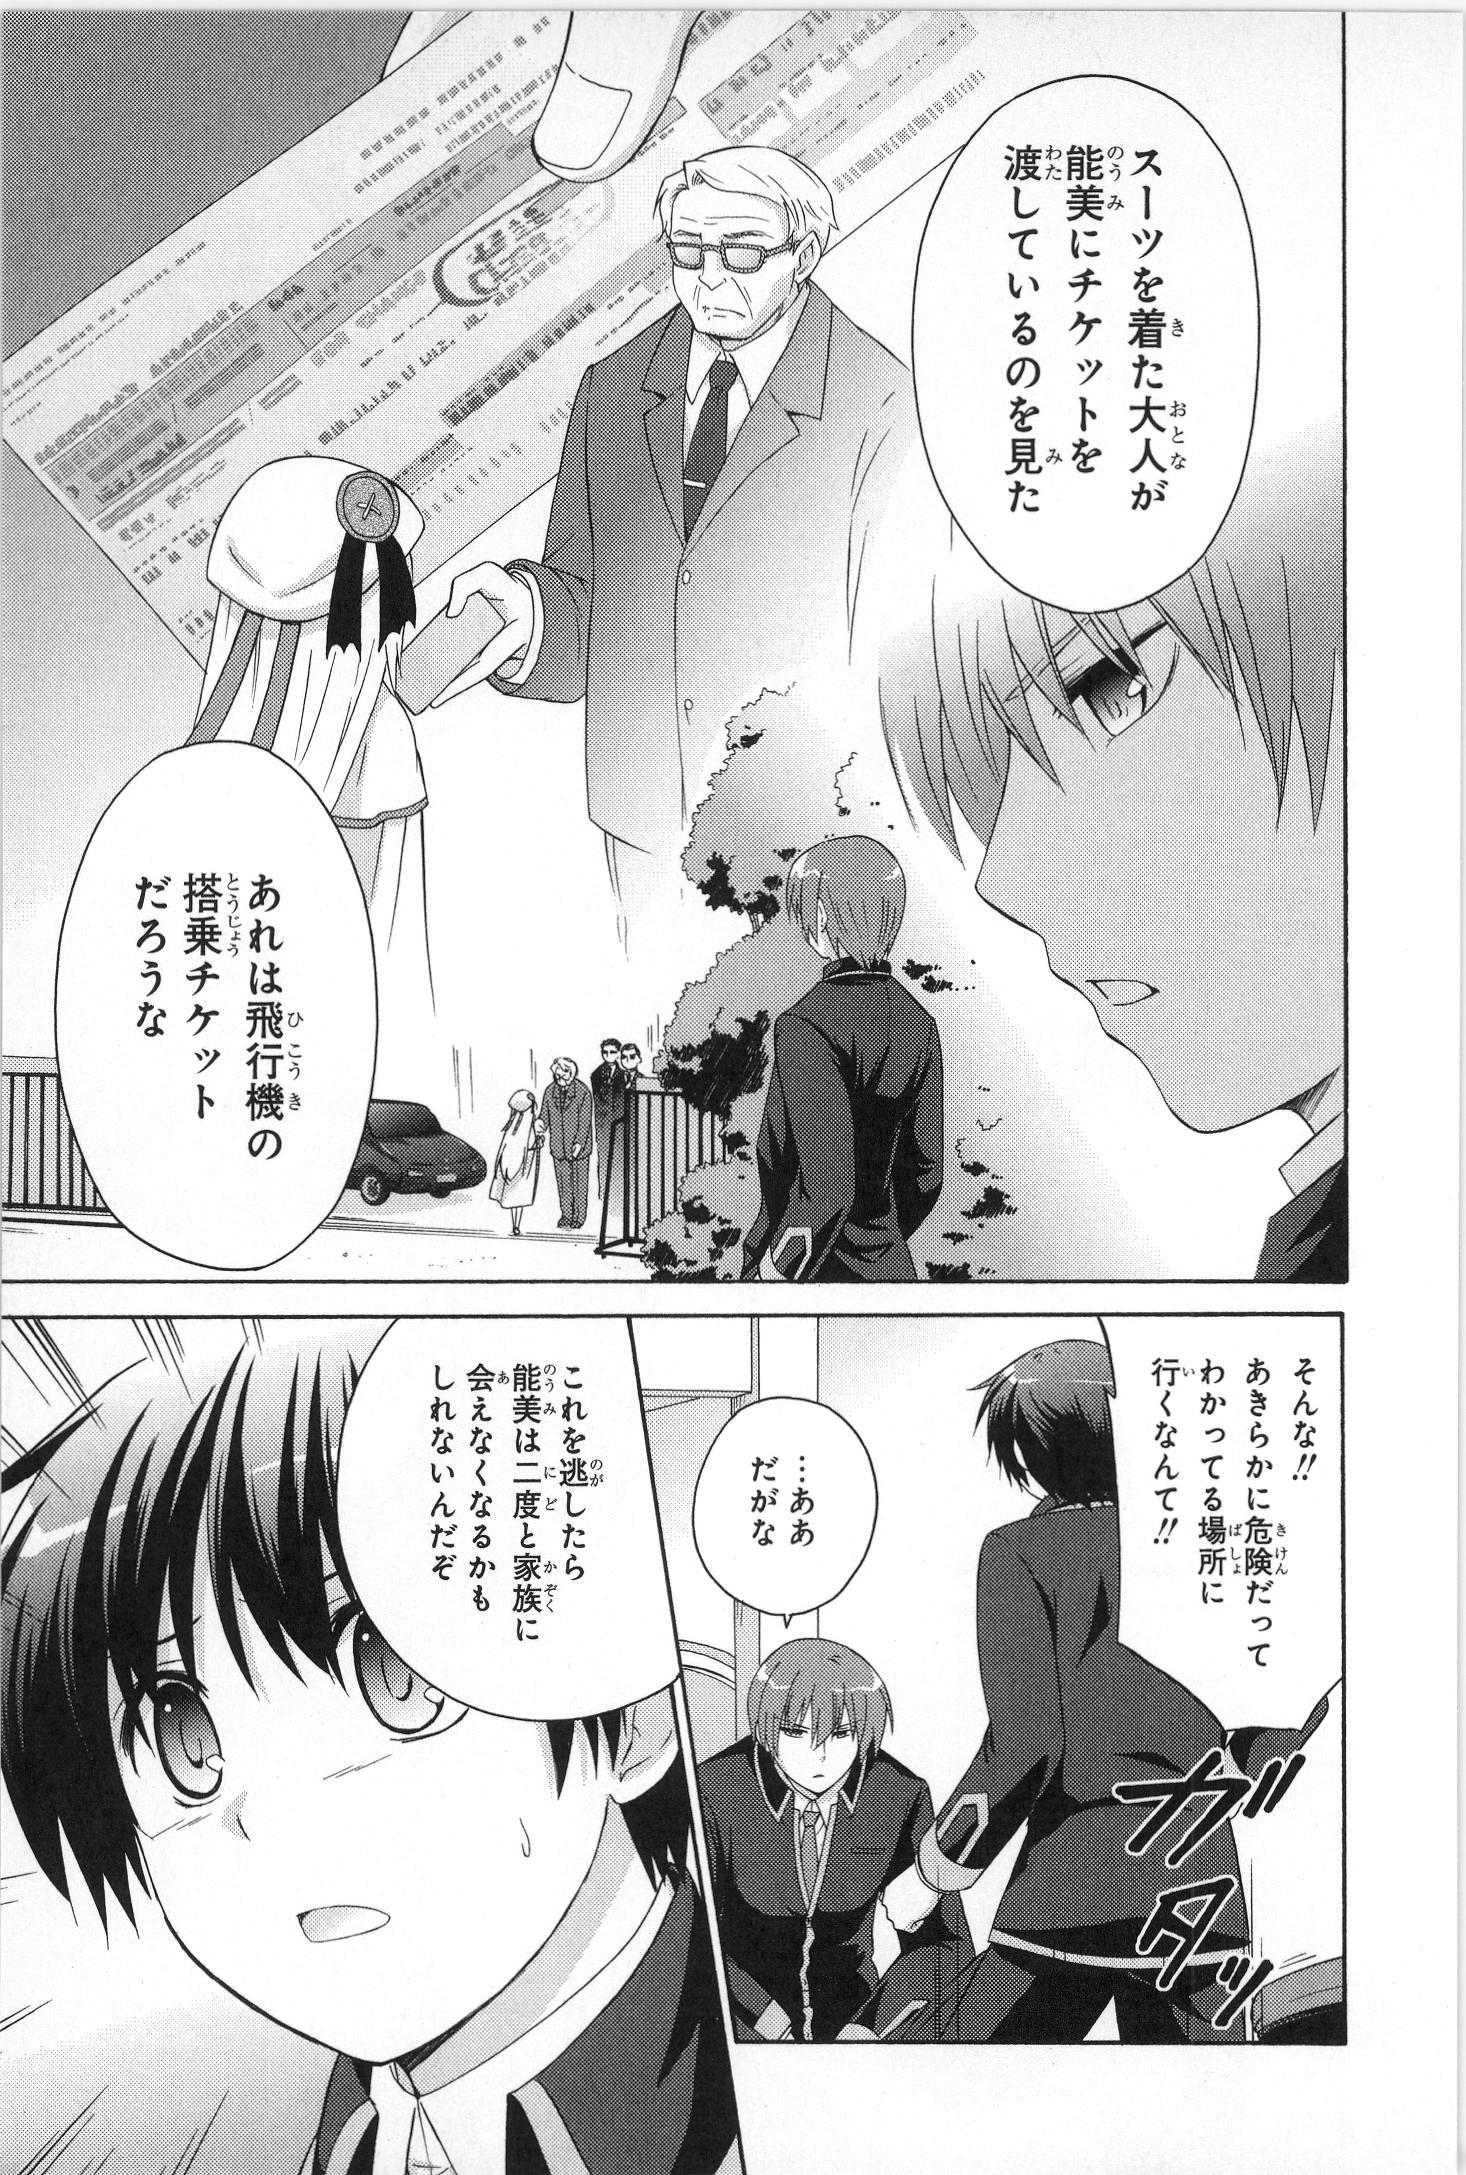 スーツを着た大人が
能美にチケットを
渡しているのを見た
あれは飛行機の
搭乗チケット
だろうな
そんな!!
あきらかに危険だって
わかってる場所に
行くなんて!!
ガタッ
…ああ
だがな
これを逃したら
能美は二度と家族に
会えなくなるかも
しれないんだぞ